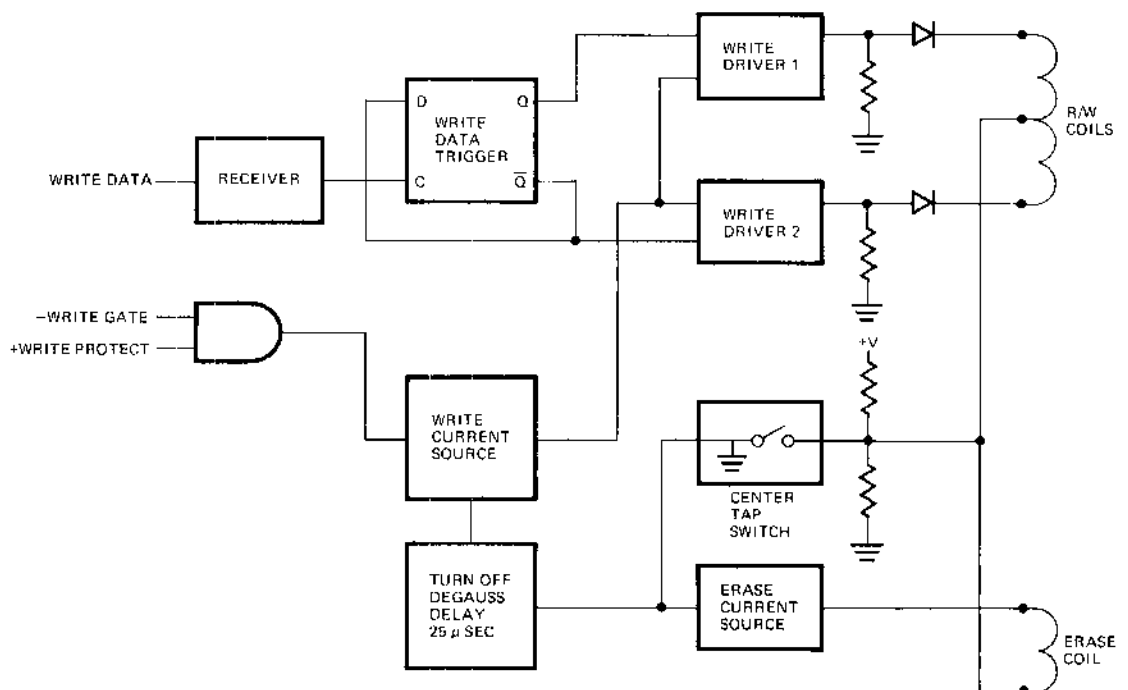 WRITE
DRIVER 1
D
Q
WRITE
DATA
TRIGGER
R/W
COILS
WRITE DATA
RECEIVER
C
Q̅
WRITE
DRIVER 2
−WRITE GATE
+WRITE PROTECT
+V
WRITE
CURRENT
SOURCE
CENTER
TAP
SWITCH
TURN OFF
DEGAUSS
DELAY
25 μ SEC
ERASE
CURRENT
SOURCE
ERASE
COIL